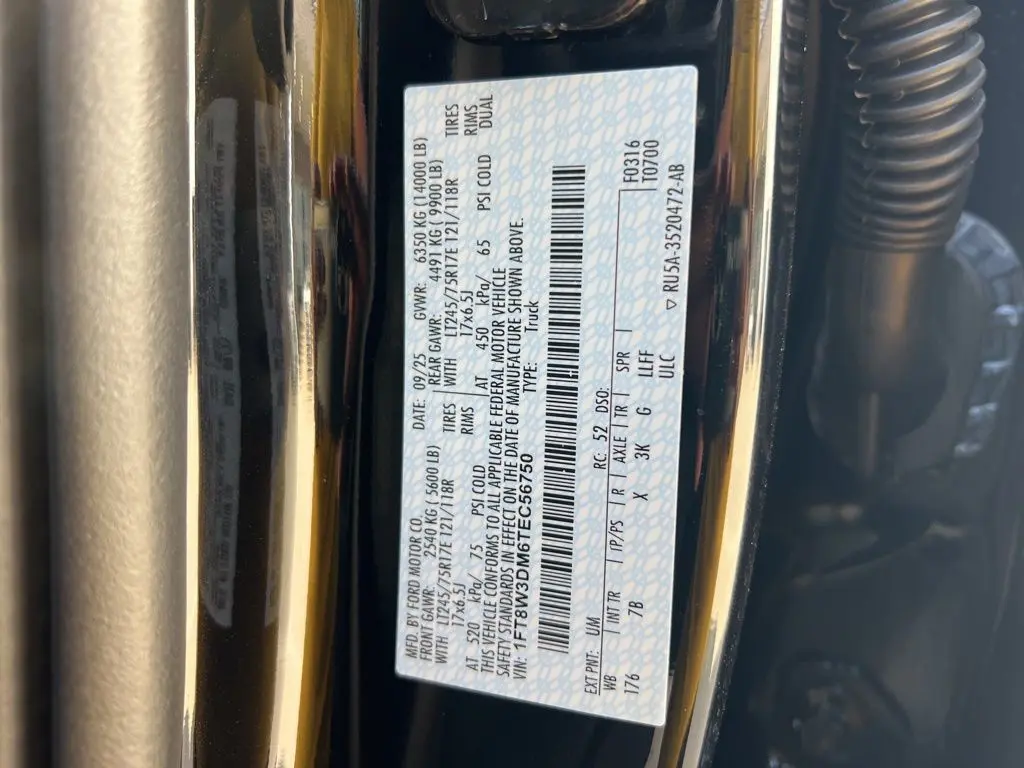 MFD. BY FORD MOTOR CO.
DATE: 09/25 GVWR: 6350 KG (14000 LB)
FRONT GAWR: 2540 KG ( 5600 LB)
REAR GAWR: 4491 KG ( 9900 LB)
WITH LT245/75R17E 121/118R TIRES
17x6.5J RIMS
AT 520 kPa/ 75 PSI COLD
WITH LT245/75R17E 121/118R TIRES
17x6.5J RIMS
AT 450 kPa/ 65 PSI COLD DUAL
THIS VEHICLE CONFORMS TO ALL APPLICABLE FEDERAL MOTOR VEHICLE
SAFETY STANDARDS IN EFFECT ON THE DATE OF MANUFACTURE SHOWN ABOVE.
VIN: 1FT8W3DM6TEC56750 TYPE: Truck
EXT PNT: UM RC: 52 DSO: F0316
WB INT TR TP/PS R AXLE TR SPR T0700
176 7B X 3K G LLFF
ULC ▽ RU5A-3520472-AB